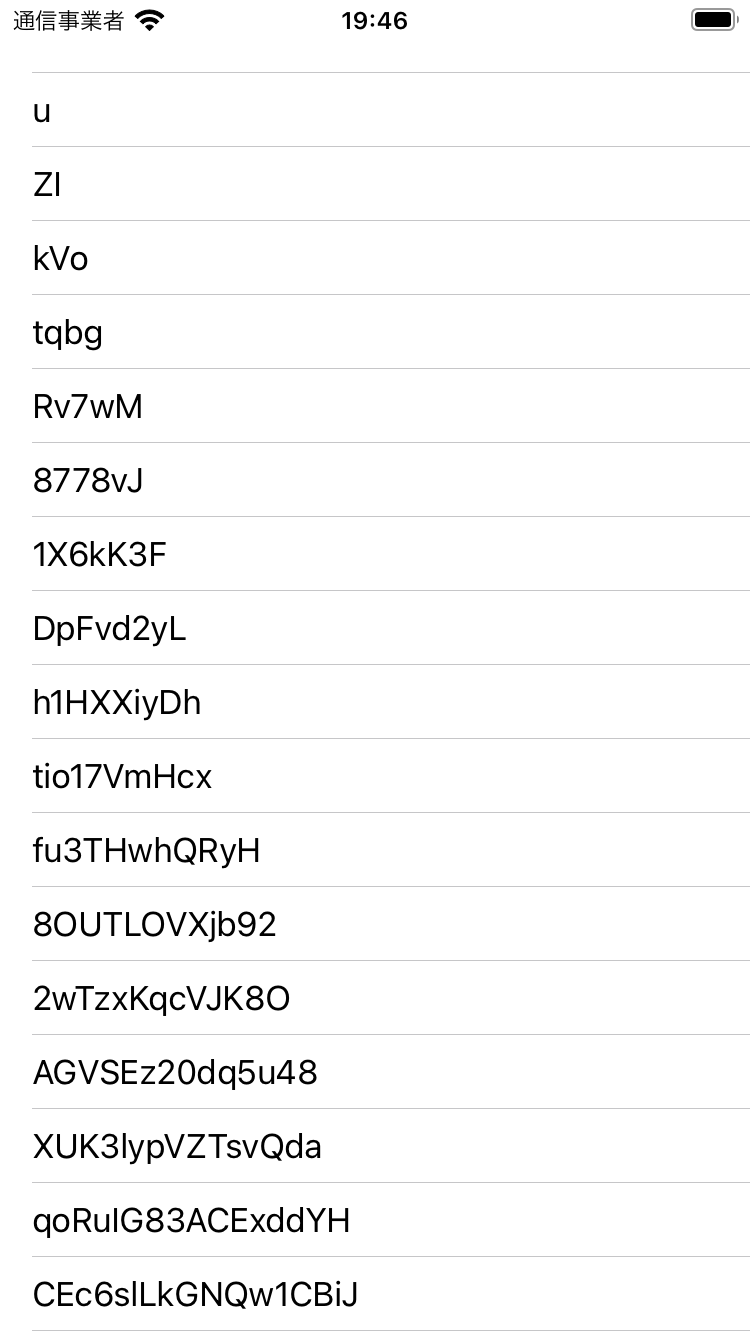 通信事業者 19:46
u
ZI
kVo
tqbg
Rv7wM
8778vJ
1X6kK3F
DpFvd2yL
h1HXXiyDh
tio17VmHcx
fu3THwhQRyH
8OUTLOVXjb92
2wTzxKqcVJK8O
AGVSEz20dq5u48
XUK3lypVZTsvQda
qoRuIG83ACExddYH
CEc6slLkGNQw1CBiJ